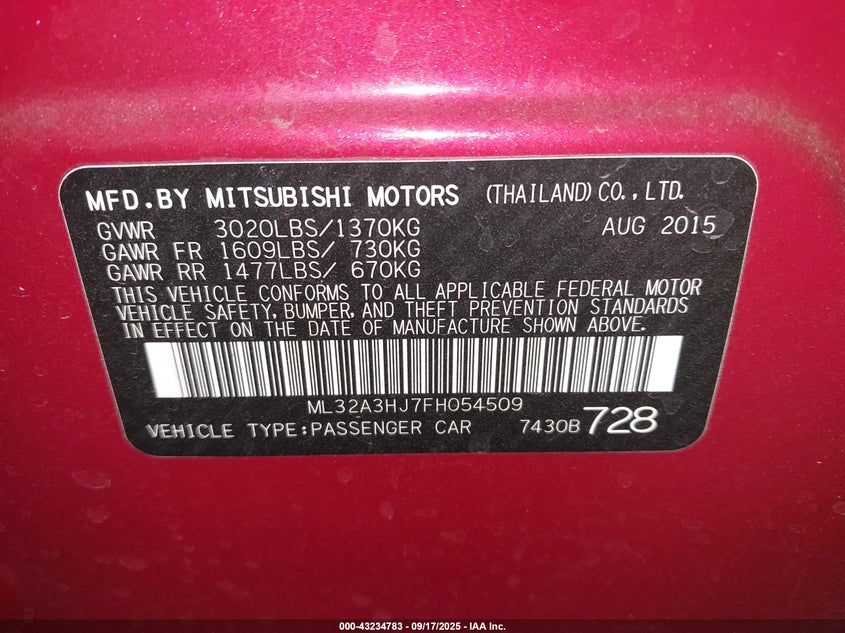 MFD.BY MITSUBISHI MOTORS (THAILAND) CO., LTD.
GVWR 3020LBS/1370KG AUG 2015
GAWR FR 1609LBS/ 730KG
GAWR RR 1477LBS/ 670KG
THIS VEHICLE CONFORMS TO ALL APPLICABLE FEDERAL MOTOR
VEHICLE SAFETY, BUMPER, AND THEFT PREVENTION STANDARDS
IN EFFECT ON THE DATE OF MANUFACTURE SHOWN ABOVE.
ML32A3HJ7FH054509
VEHICLE TYPE:PASSENGER CAR 7430B 728
000-43234783 - 09/17/2025 - IAA Inc.